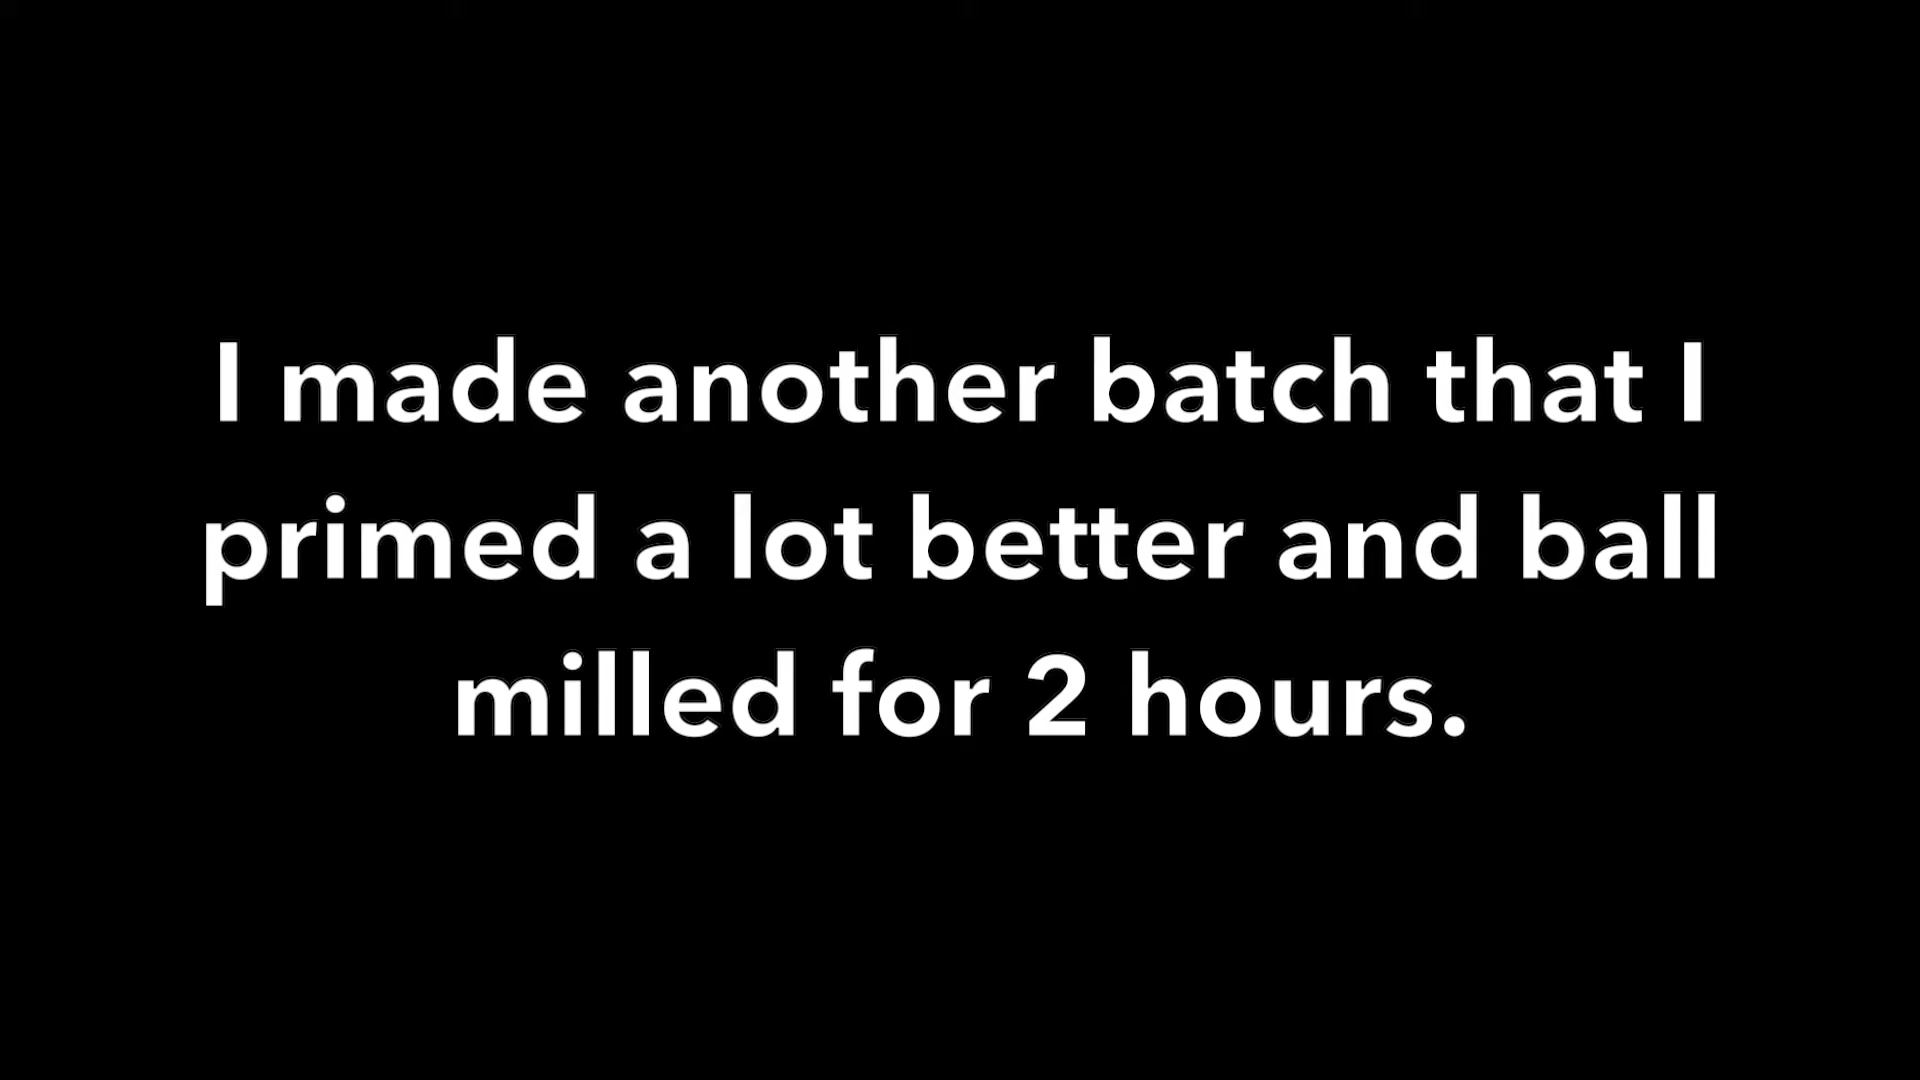 I made another batch that I
primed a lot better and ball
milled for 2 hours.